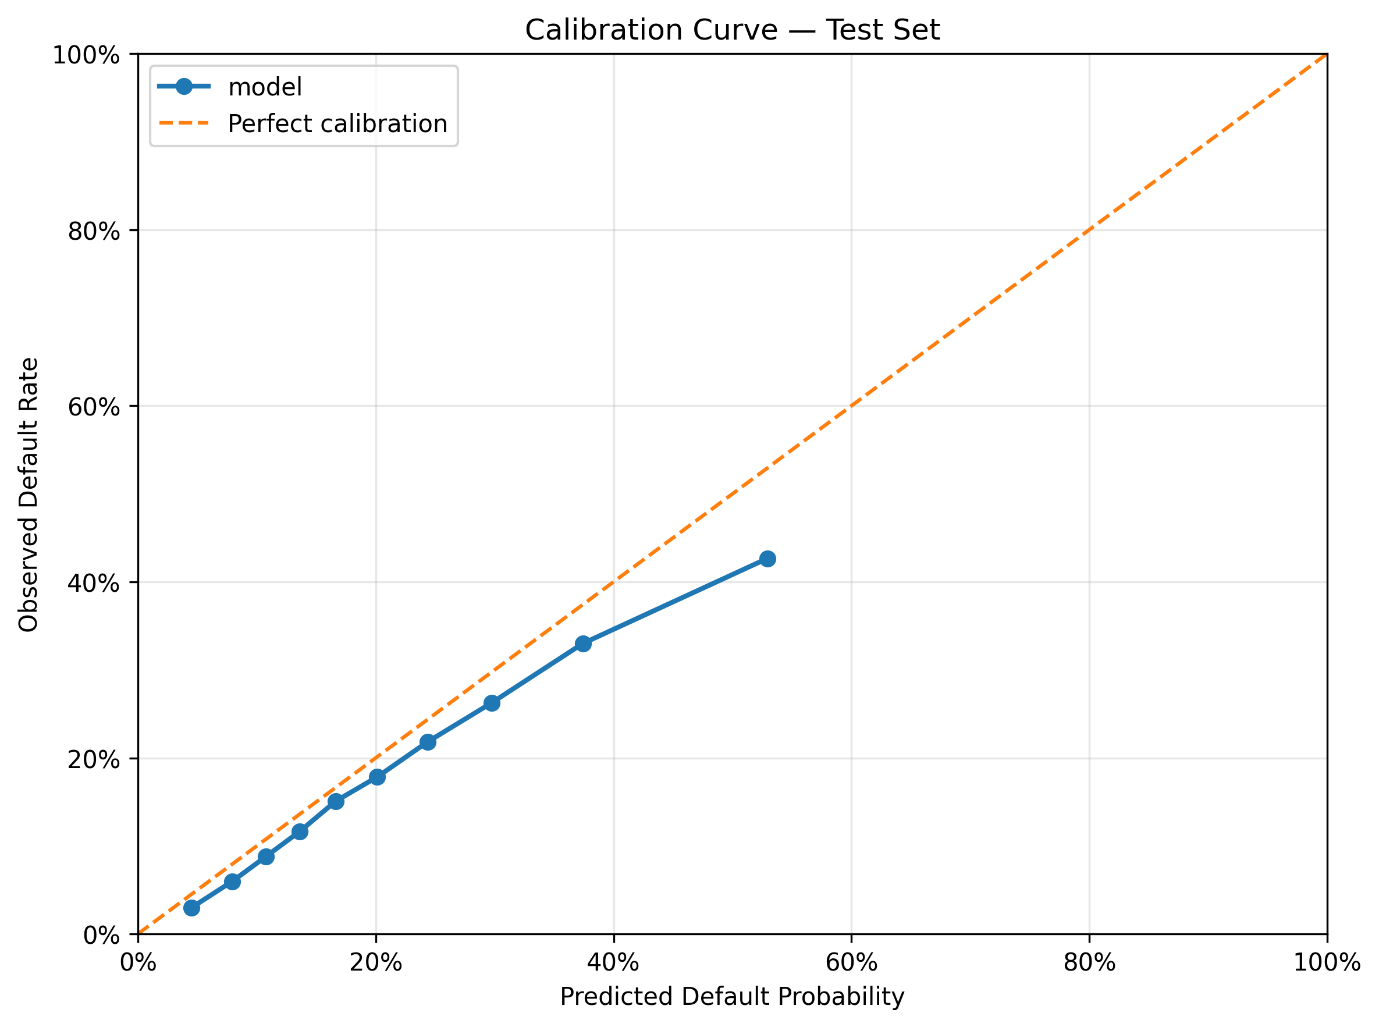 Calibration Curve — Test Set
100%
80%
60%
40%
20%
0%
Observed Default Rate
model
Perfect calibration
0%
20%
40%
60%
80%
100%
Predicted Default Probability